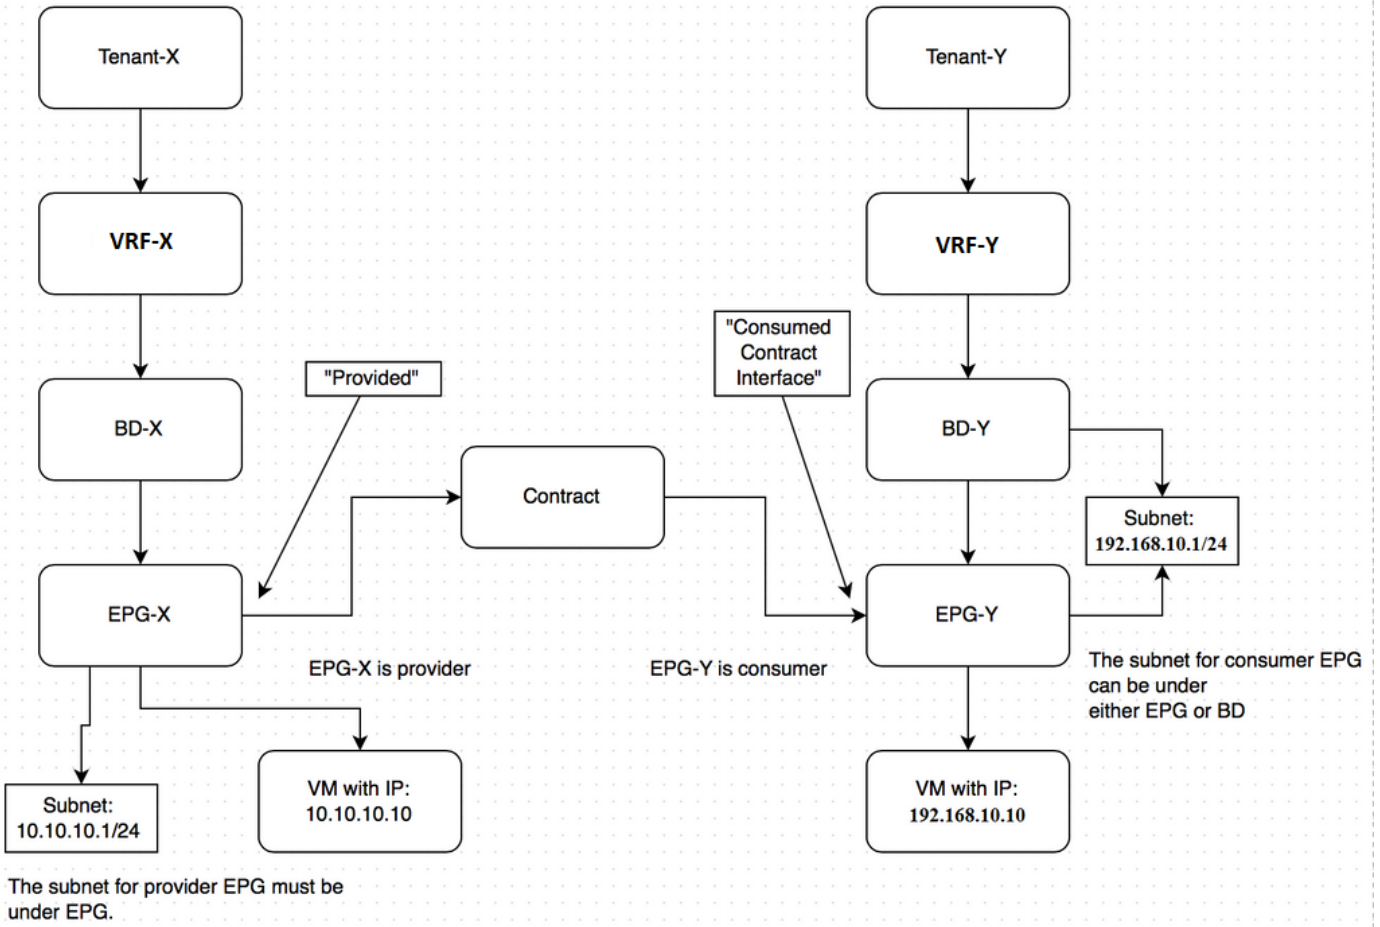 Tenant-X
Tenant-Y
VRF-X
VRF-Y
"Provided"
"Consumed
Contract
Interface"
BD-X
BD-Y
Contract
Subnet:
192.168.10.1/24
EPG-X
EPG-Y
EPG-X is provider
EPG-Y is consumer
The subnet for consumer EPG
can be under
either EPG or BD
Subnet:
10.10.10.1/24
VM with IP:
10.10.10.10
VM with IP:
192.168.10.10
The subnet for provider EPG must be
under EPG.